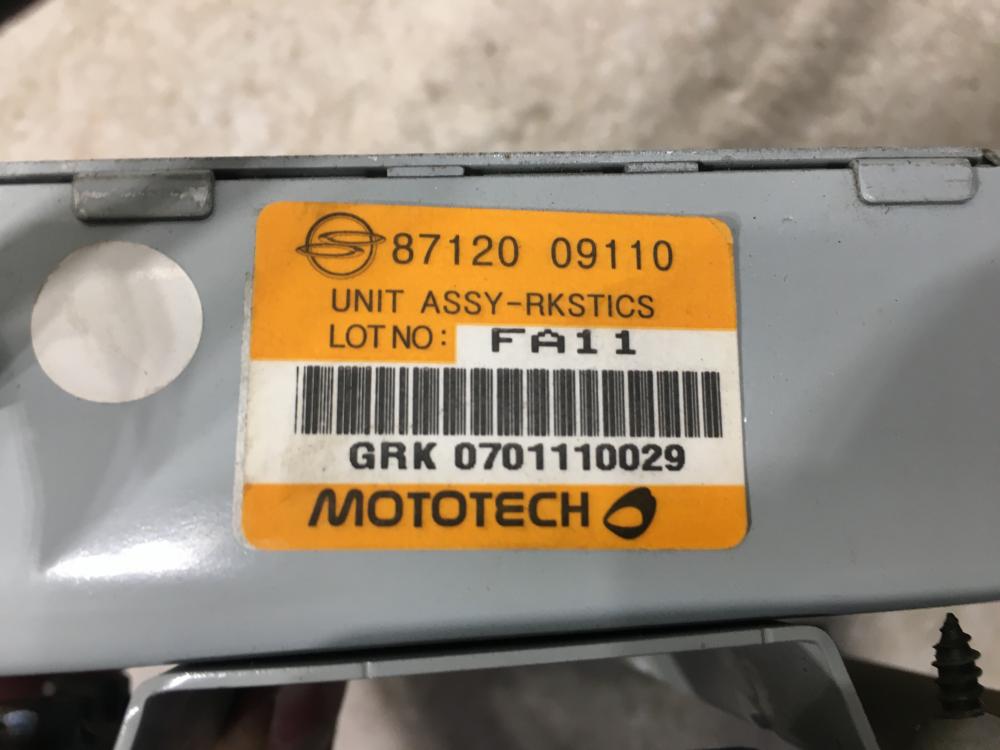 87120 09110
UNIT ASSY-RKSTICS
LOT NO: FA11
GRK 0701110029
MOTOTECH